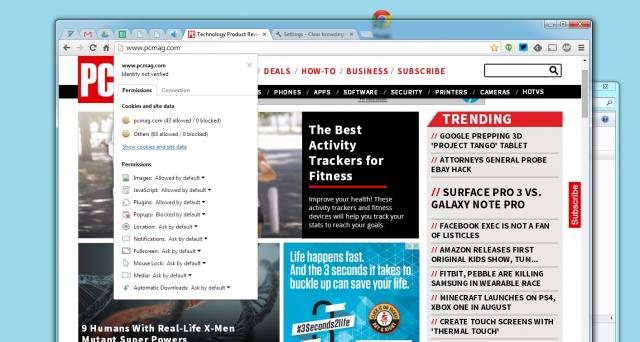 Technology Product Revie
Settings - Clear browsing
www.pcmag.com
www.pcmag.com
Identity not verified
Permissions Connection
Cookies and site data
pcmag.com (43 allowed / 0 blocked)
Others (63 allowed / 0 blocked)
Show cookies and site data
Permissions
Images: Allowed by default
JavaScript: Allowed by default
Plugins: Allowed by default
Popups: Blocked by default
Location: Ask by default
Notifications: Ask by default
Fullscreen: Ask by default
Mouse Lock: Ask by default
Media: Ask by default
Automatic Downloads: Ask by default
PC
/ DEALS / HOW-TO / BUSINESS / SUBSCRIBE
S / PHONES / APPS / SOFTWARE / SECURITY / PRINTERS / CAMERAS / HDTVS
The Best
Activity
Trackers for
Fitness
Improve your health! These
activity trackers and fitness
devices will help you track your
stats to reach your goals.
9 Humans With Real-Life X-Men
Mutant Super Powers
Life happens fast.
And the 3 seconds it takes to
buckle up can save your life.
#3Seconds2life
TRENDING
// GOOGLE PREPPING 3D
'PROJECT TANGO' TABLET
// ATTORNEYS GENERAL PROBE
EBAY HACK
// SURFACE PRO 3 VS.
GALAXY NOTE PRO
// FACEBOOK EXEC IS NOT A FAN
OF LISTICLES
// AMAZON RELEASES FIRST
ORIGINAL KIDS SHOW, TUM...
// FITBIT, PEBBLE ARE KILLING
SAMSUNG IN WEARABLE RACE
// MINECRAFT LAUNCHES ON PS4,
XBOX ONE IN AUGUST
// CREATE TOUCH SCREENS WITH
'THERMAL TOUCH'
Subscribe